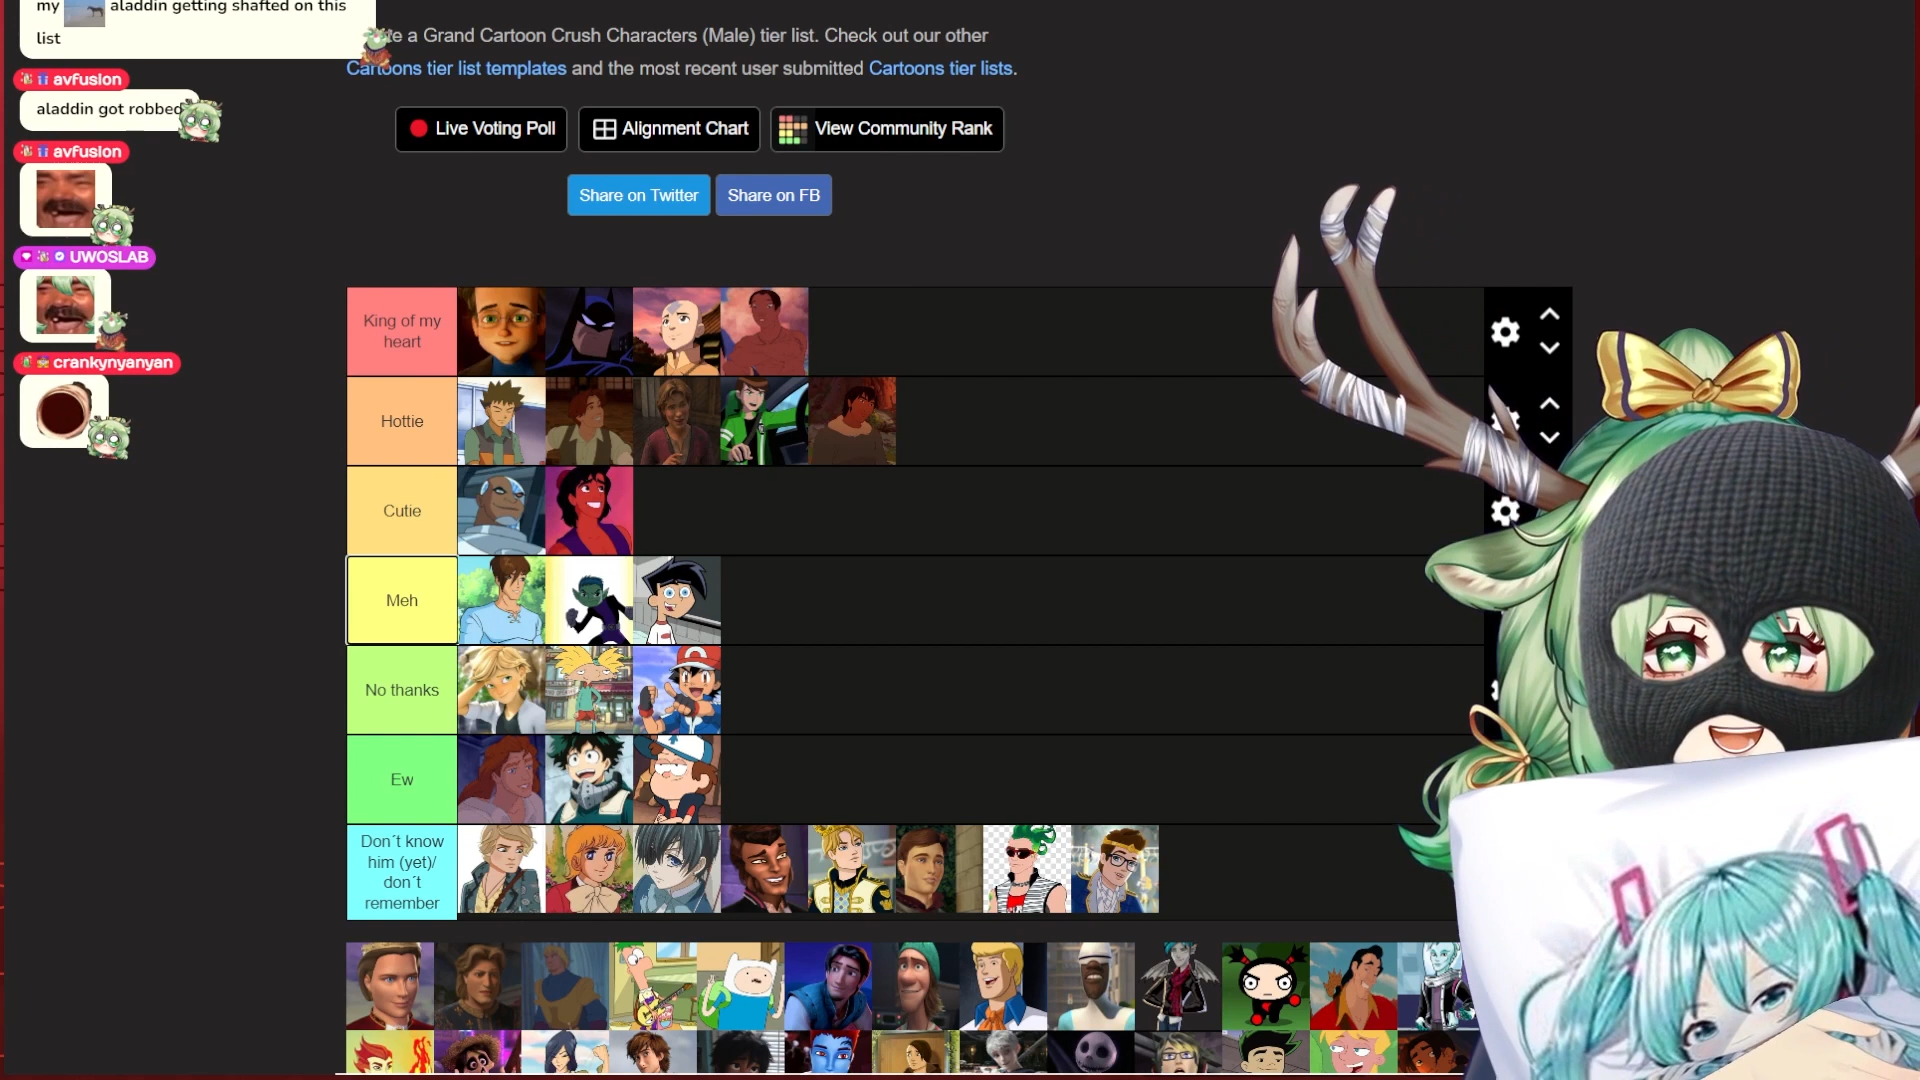 my aladdin getting shafted on this
list
avfusion
aladdin got robbed
avfusion
UWOSLAB
crankynyanyan
te a Grand Cartoon Crush Characters (Male) tier list. Check out our other
Cartoons tier list templates and the most recent user submitted Cartoons tier lists.
Live Voting Poll
Alignment Chart
View Community Rank
Share on Twitter
Share on FB
King of my
heart
Hottie
Cutie
Meh
No thanks
Ew
Don´t know
him (yet)/
don´t
remember